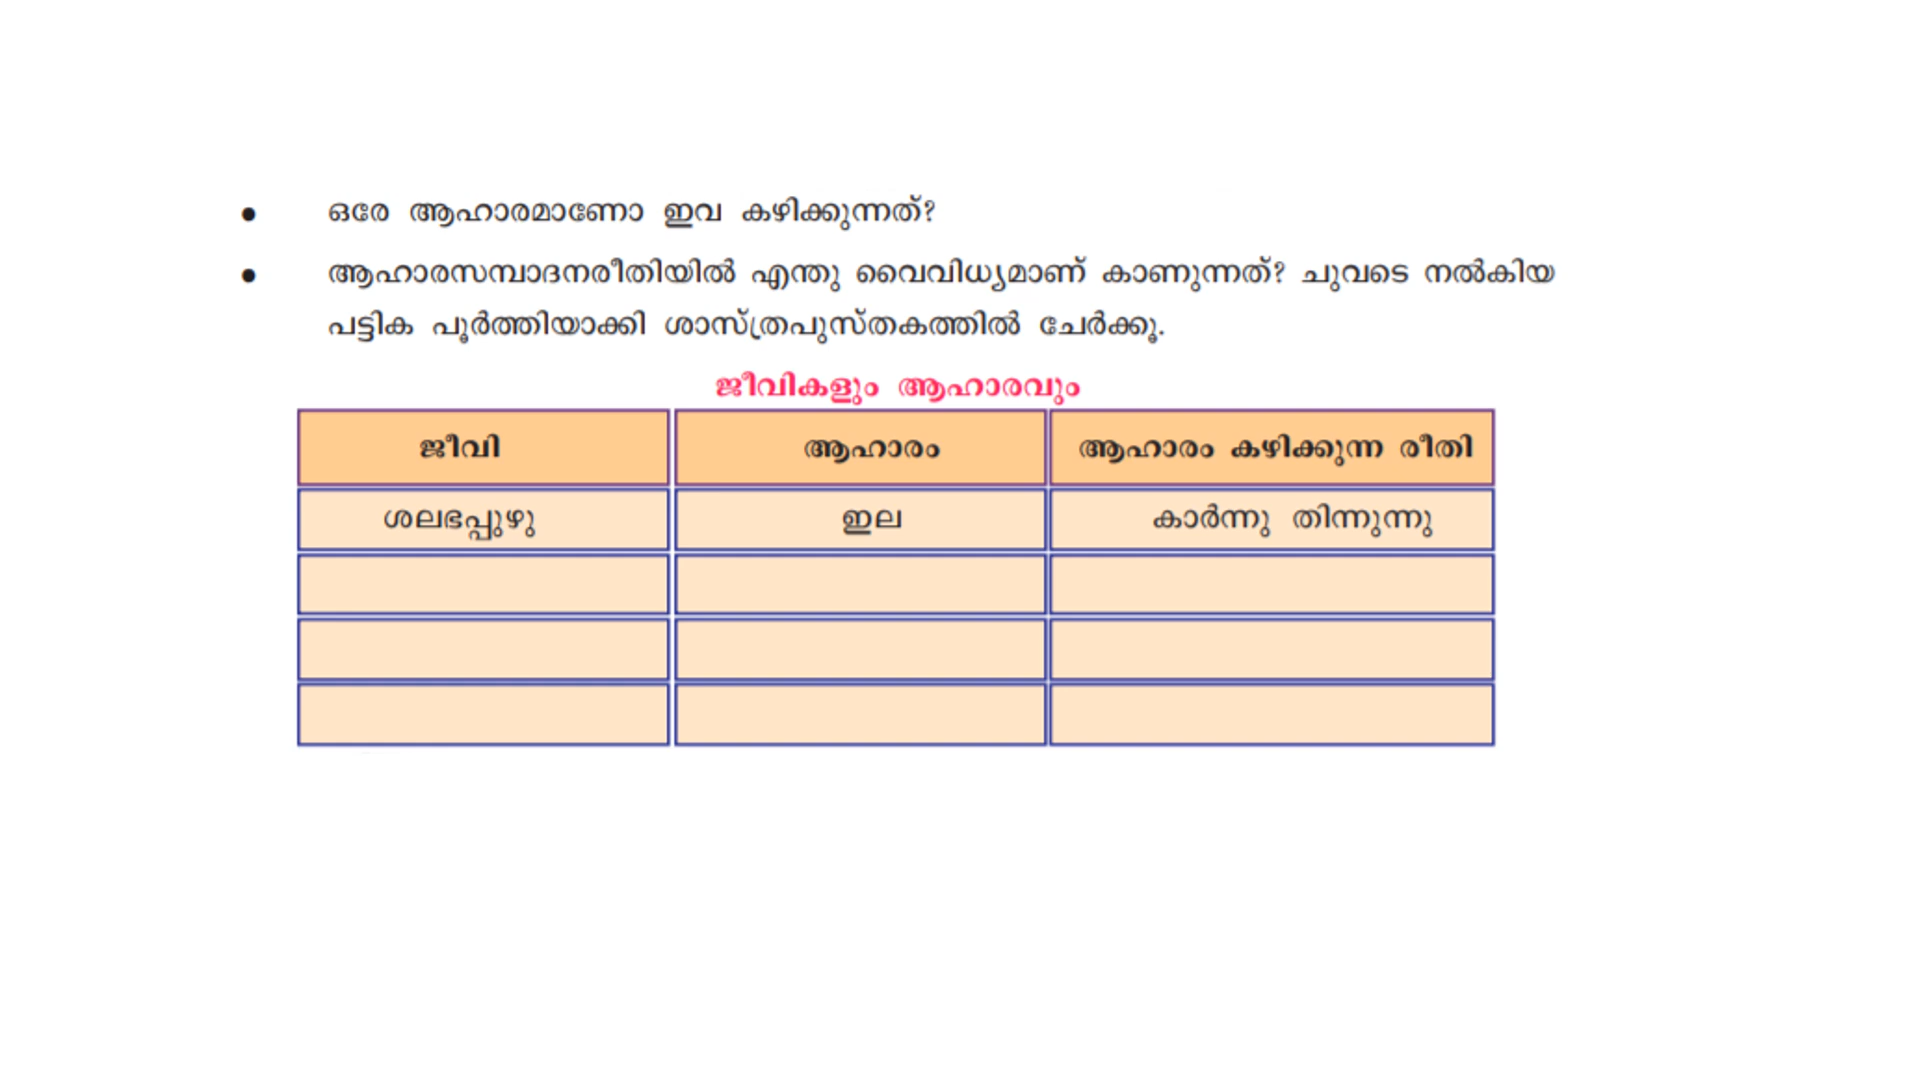 • ഒരേ ആഹാരമാണോ ഇവ കഴിക്കുന്നത്?
• ആഹാരസമ്പാദനരീതിയിൽ എന്തു വൈവിധ്യമാണ് കാണുന്നത്? ചുവടെ നൽകിയ
പട്ടിക പൂർത്തിയാക്കി ശാസ്ത്രപുസ്തകത്തിൽ ചേർക്കൂ.
ജീവികളും ആഹാരവും
ജീവി ആഹാരം ആഹാരം കഴിക്കുന്ന രീതി
ശലഭപ്പുഴു ഇല കാർന്നു തിന്നുന്നു